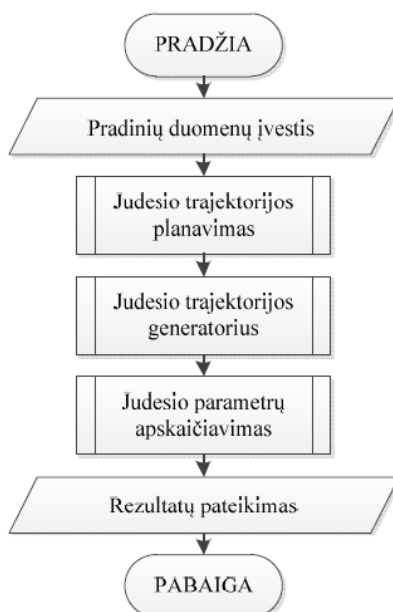 PRADŽIA
Pradinių duomenų įvestis
Judesio trajektorijos
planavimas
Judesio trajektorijos
generatorius
Judesio parametrų
apskaičiavimas
Rezultatų pateikimas
PABAIGA